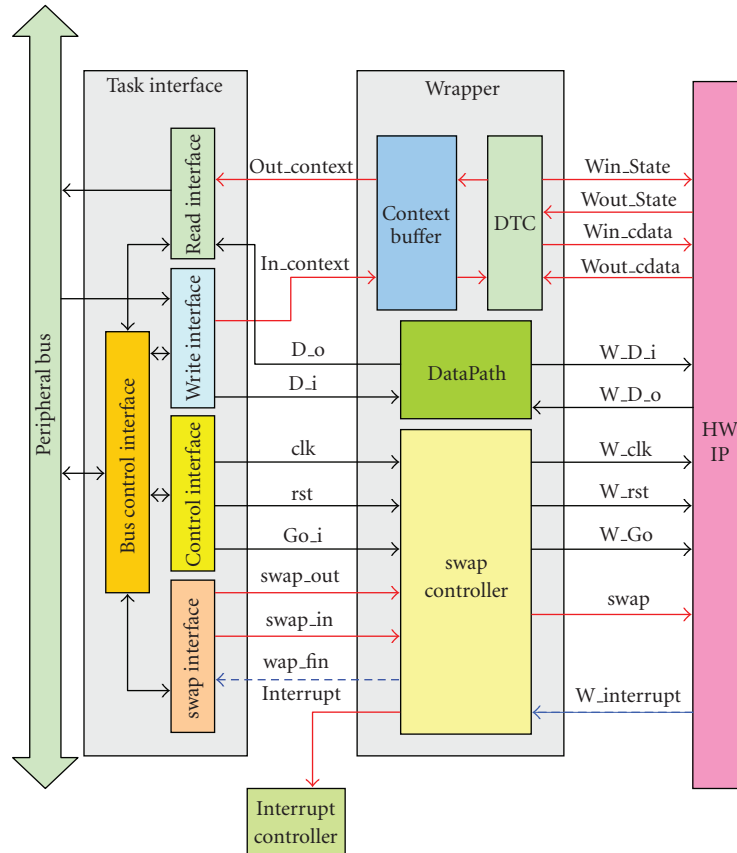 Task interface
Wrapper
Peripheral bus
Bus control interface
Read interface
Write interface
Control interface
swap interface
Out_context
In_context
D_o
D_i
clk
rst
Go_i
swap_out
swap_in
wap_fin
Interrupt
Context
buffer
DTC
DataPath
swap
controller
Win_State
Wout_State
Win_cdata
Wout_cdata
W_D_i
W_D_o
W_clk
W_rst
W_Go
swap
W_interrupt
HW
IP
Interrupt
controller